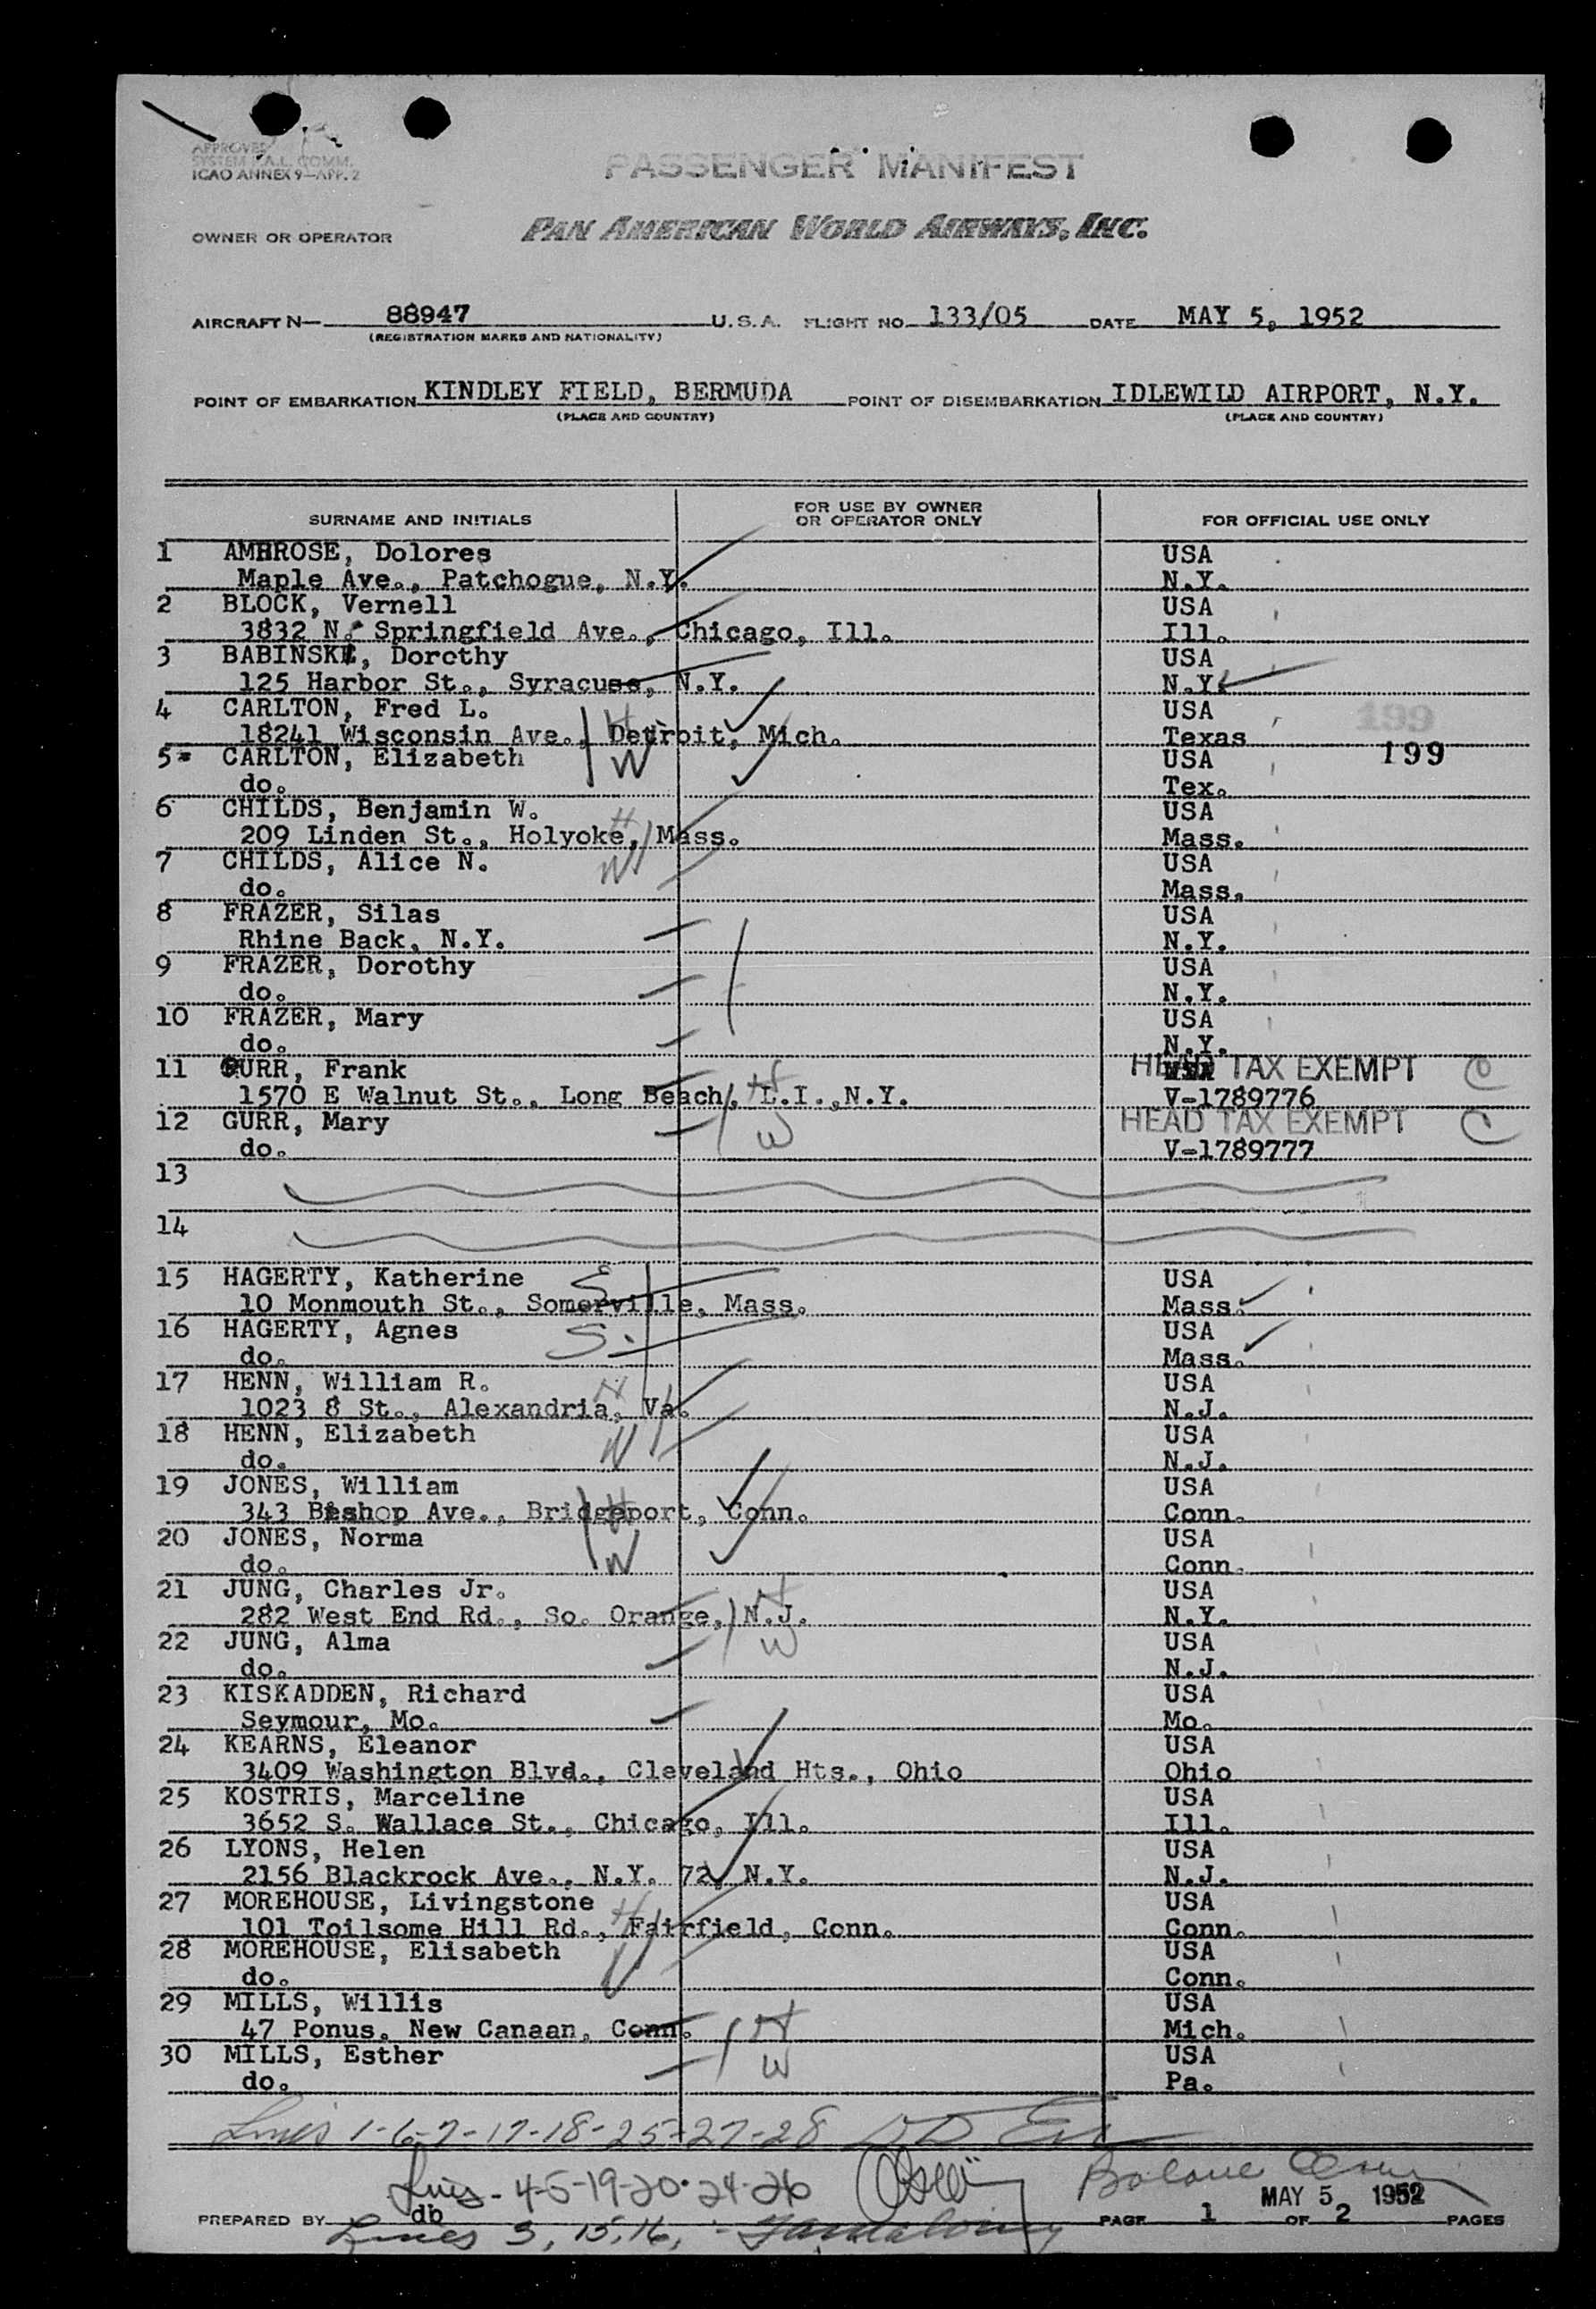 APPROVED
SYSTEM F.A.L. COMM.
ICAO ANNEX 9—APP. 2
PASSENGER MANIFEST
OWNER OR OPERATOR PAN AMERICAN WORLD AIRWAYS, INC.
AIRCRAFT N— 88947 U.S.A. FLIGHT NO. 133/05 DATE MAY 5, 1952
(REGISTRATION MARKS AND NATIONALITY)
POINT OF EMBARKATION KINDLEY FIELD, BERMUDA POINT OF DISEMBARKATION IDLEWILD AIRPORT, N.Y.
(PLACE AND COUNTRY) (PLACE AND COUNTRY)
SURNAME AND INITIALS FOR USE BY OWNER OR OPERATOR ONLY FOR OFFICIAL USE ONLY
1 AMBROSE, Dolores USA
Maple Ave., Patchogue, N.Y. N.Y.
2 BLOCK, Vernell USA
3832 N. Springfield Ave., Chicago, Ill. Ill.
3 BABINSKI, Dorothy USA
125 Harbor St., Syracuse, N.Y. N.Y.
4 CARLTON, Fred L. USA 199
18241 Wisconsin Ave., Detroit, Mich. H Texas
5 CARLTON, Elizabeth W USA 199
do. Tex.
6 CHILDS, Benjamin W. H USA
209 Linden St., Holyoke, Mass. Mass.
7 CHILDS, Alice N. W USA
do. Mass.
8 FRAZER, Silas USA
Rhine Back, N.Y. N.Y.
9 FRAZER, Dorothy USA
do. N.Y.
10 FRAZER, Mary USA
do. N.Y.
11 GURR, Frank H HEAD TAX EXEMPT C
1570 E Walnut St., Long Beach, L.I.,N.Y. V-1789776
12 GURR, Mary W HEAD TAX EXEMPT C
do. V-1789777
13
14
15 HAGERTY, Katherine S USA
10 Monmouth St., Somerville, Mass. Mass.
16 HAGERTY, Agnes S. USA
do. Mass.
17 HENN, William R. H USA
1023 8 St., Alexandria, Va. N.J.
18 HENN, Elizabeth W USA
do. N.J.
19 JONES, William USA
343 Bishop Ave., Bridgeport, Conn. H Conn.
20 JONES, Norma W USA
do. Conn.
21 JUNG, Charles Jr. H USA
282 West End Rd., So. Orange, N.J. N.Y.
22 JUNG, Alma W USA
do. N.J.
23 KISKADDEN, Richard USA
Seymour, Mo. Mo.
24 KEARNS, Eleanor USA
3409 Washington Blvd., Cleveland Hts., Ohio Ohio
25 KOSTRIS, Marceline USA
3652 S. Wallace St., Chicago, Ill. Ill.
26 LYONS, Helen USA
2156 Blackrock Ave., N.Y. 72, N.Y. N.J.
27 MOREHOUSE, Livingstone H USA
101 Toilsome Hill Rd., Fairfield, Conn. Conn.
28 MOREHOUSE, Elisabeth W USA
do. Conn.
29 MILLS, Willis H USA
47 Ponus. New Canaan, Conn. Mich.
30 MILLS, Esther W USA
do. Pa.
Lines 1-6-7-17-18-25-27-28
Lines - 4-5-19-20-24-26
MAY 5 1952
PREPARED BY db PAGE 1 OF 2 PAGES
Lines 3, 15, 16,